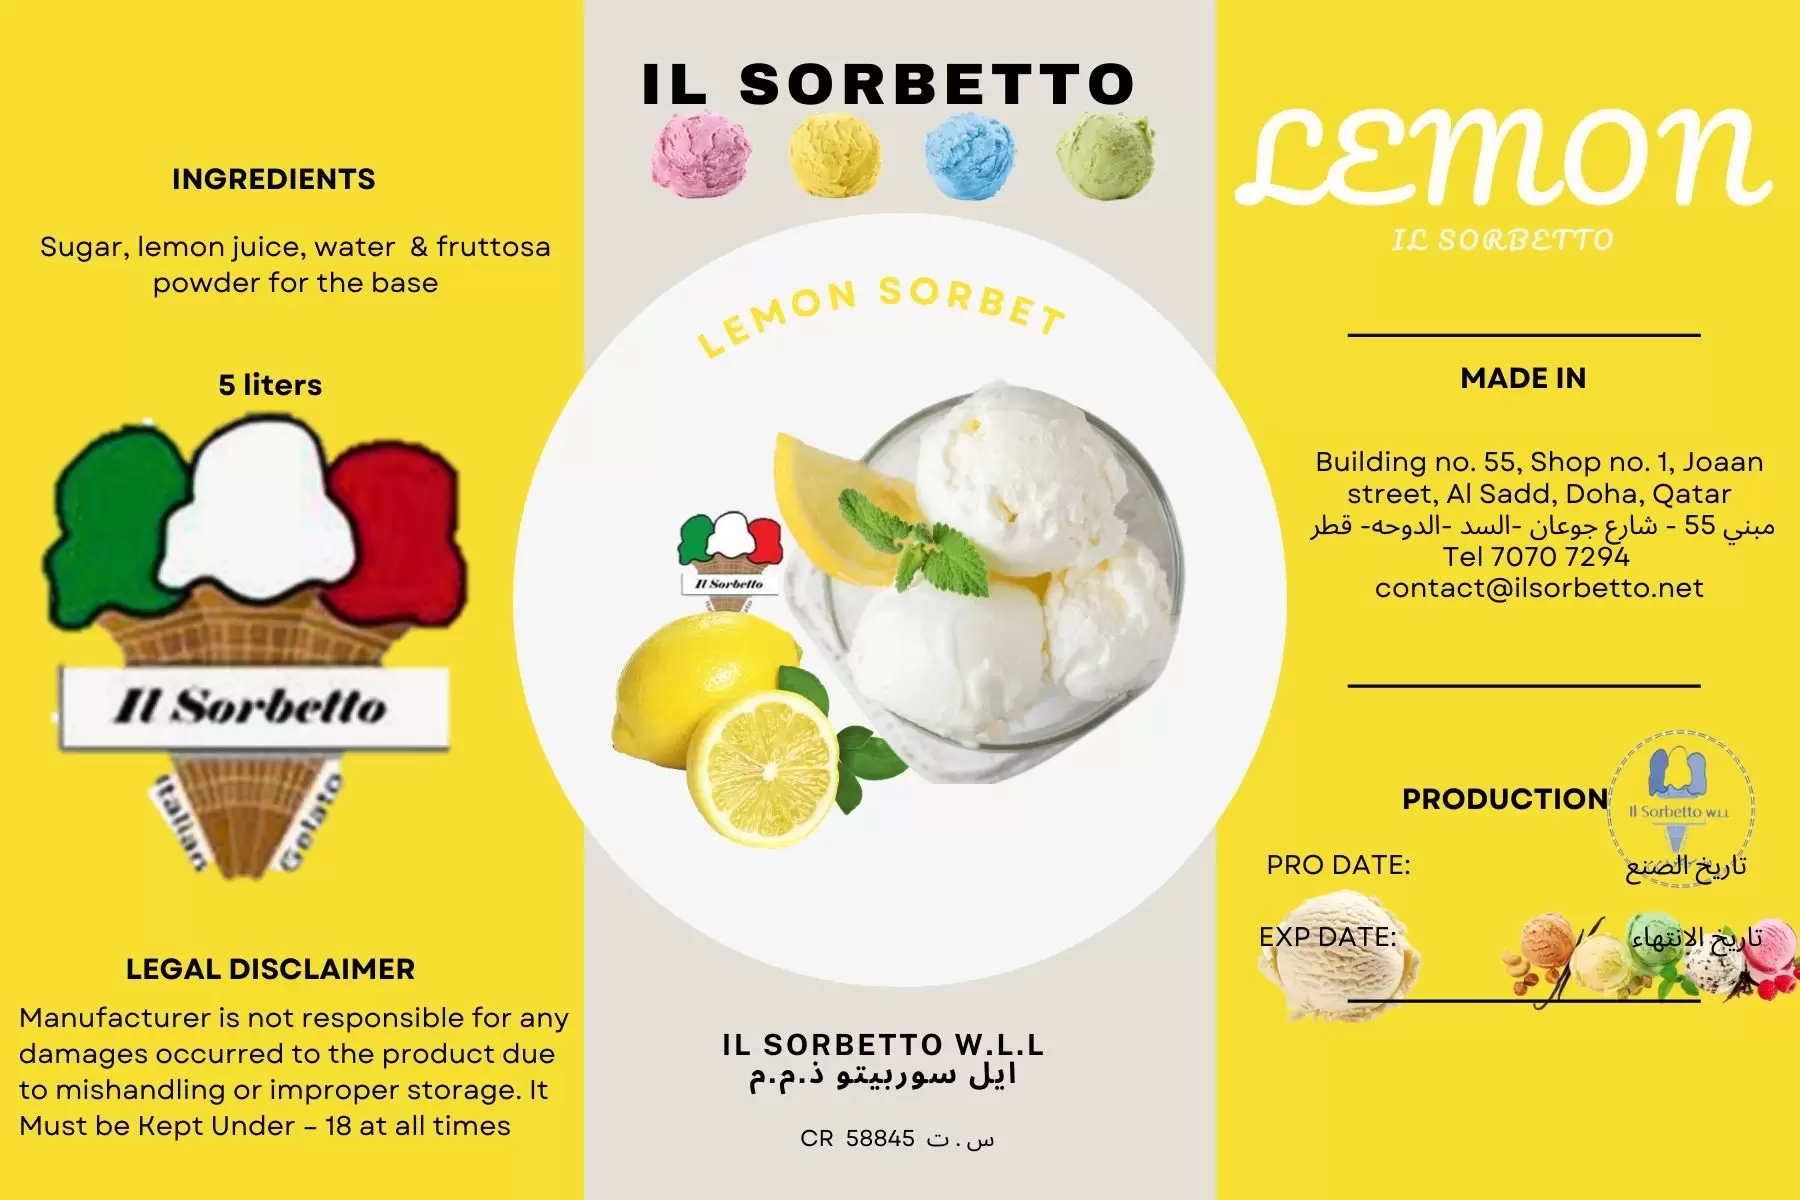 INGREDIENTS
Sugar, lemon juice, water & fruttosa
powder for the base
5 liters
Il Sorbetto
Italian
Gelato
LEGAL DISCLAIMER
Manufacturer is not responsible for any
damages occurred to the product due
to mishandling or improper storage. It
Must be Kept Under – 18 at all times
IL SORBETTO
LEMON SORBET
Il Sorbetto
IL SORBETTO W.L.L
ايل سوربيتو ذ.م.م
CR 58845 س.ت
LEMON
IL SORBETTO
MADE IN
Building no. 55, Shop no. 1, Joaan
street, Al Sadd, Doha, Qatar
مبني 55 - شارع جوعان -السد -الدوحه- قطر
Tel 7070 7294
contact@ilsorbetto.net
PRODUCTION
Il Sorbetto W.L.L
PRO DATE: تاريخ الصنع
EXP DATE: تاريخ الانتهاء